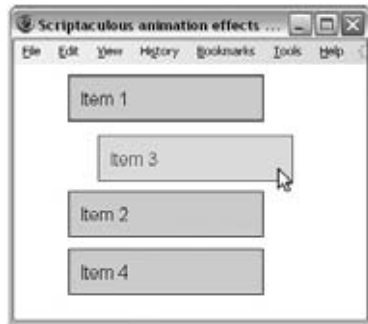 Scriptaculous animation effects ...
File Edit View History Bookmarks Tools Help
Item 1
Item 3
Item 2
Item 4